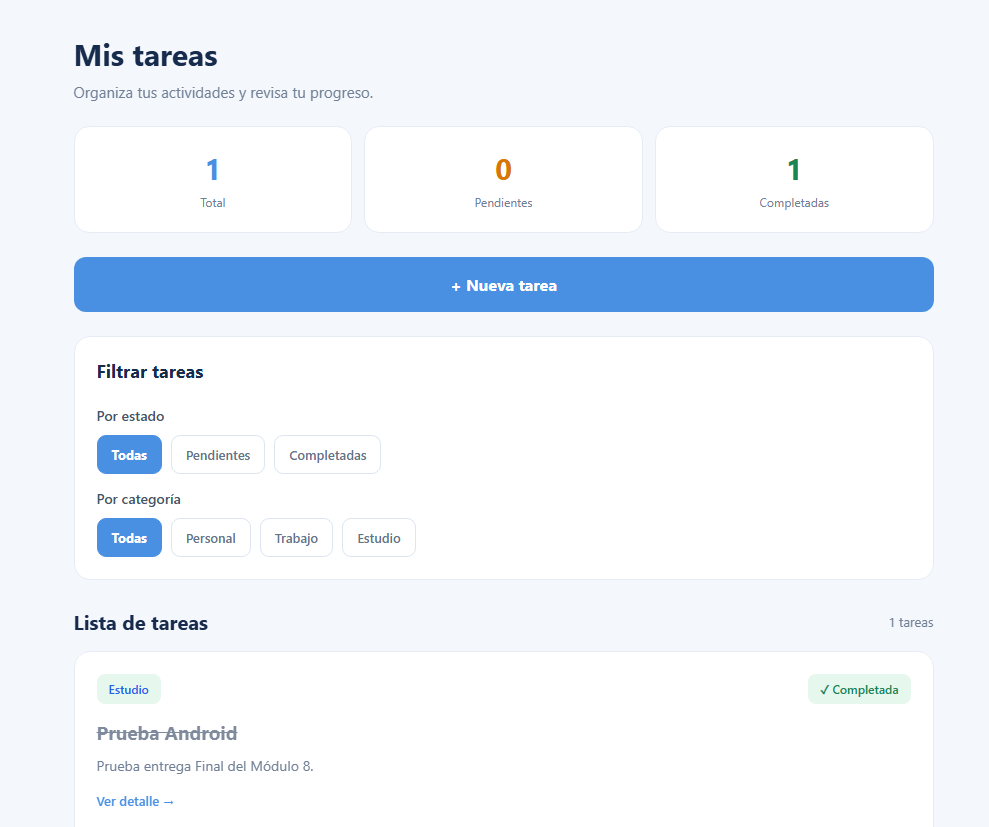 Mis tareas
Organiza tus actividades y revisa tu progreso.
1 0 1
Total Pendientes Completadas
+ Nueva tarea
Filtrar tareas
Por estado
Todas Pendientes Completadas
Por categoría
Todas Personal Trabajo Estudio
Lista de tareas 1 tareas
Estudio ✓ Completada
Prueba Android
Prueba entrega Final del Módulo 8.
Ver detalle →